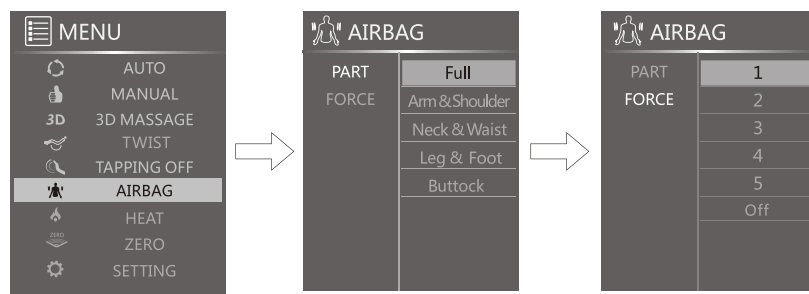 MENU
AUTO
MANUAL
3D 3D MASSAGE
TWIST
TAPPING OFF
AIRBAG
HEAT
ZERO ZERO
SETTING
AIRBAG
PART Full
FORCE Arm & Shoulder
Neck & Waist
Leg & Foot
Buttock
AIRBAG
PART 1
FORCE 2
3
4
5
Off